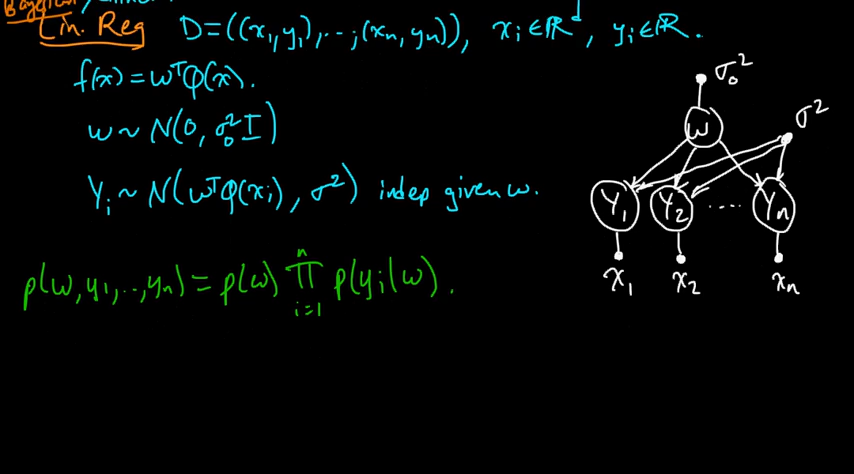 Bayesian
Lin. Reg D=((x₁,y₁),...,(xₙ,yₙ)), xᵢ∈ℝᵈ, yᵢ∈ℝ.
f(x)=wᵀφ(x).
w ~ N(0, σ₀²I)
Yᵢ ~ N(wᵀφ(xᵢ), σ²) indep given w.
p(w,y₁,..,yₙ) = p(w) ∏ᵢ₌₁ⁿ p(yᵢ|w).
σ₀²
w σ²
Y₁ Y₂ .... Yₙ
x₁ x₂ xₙ